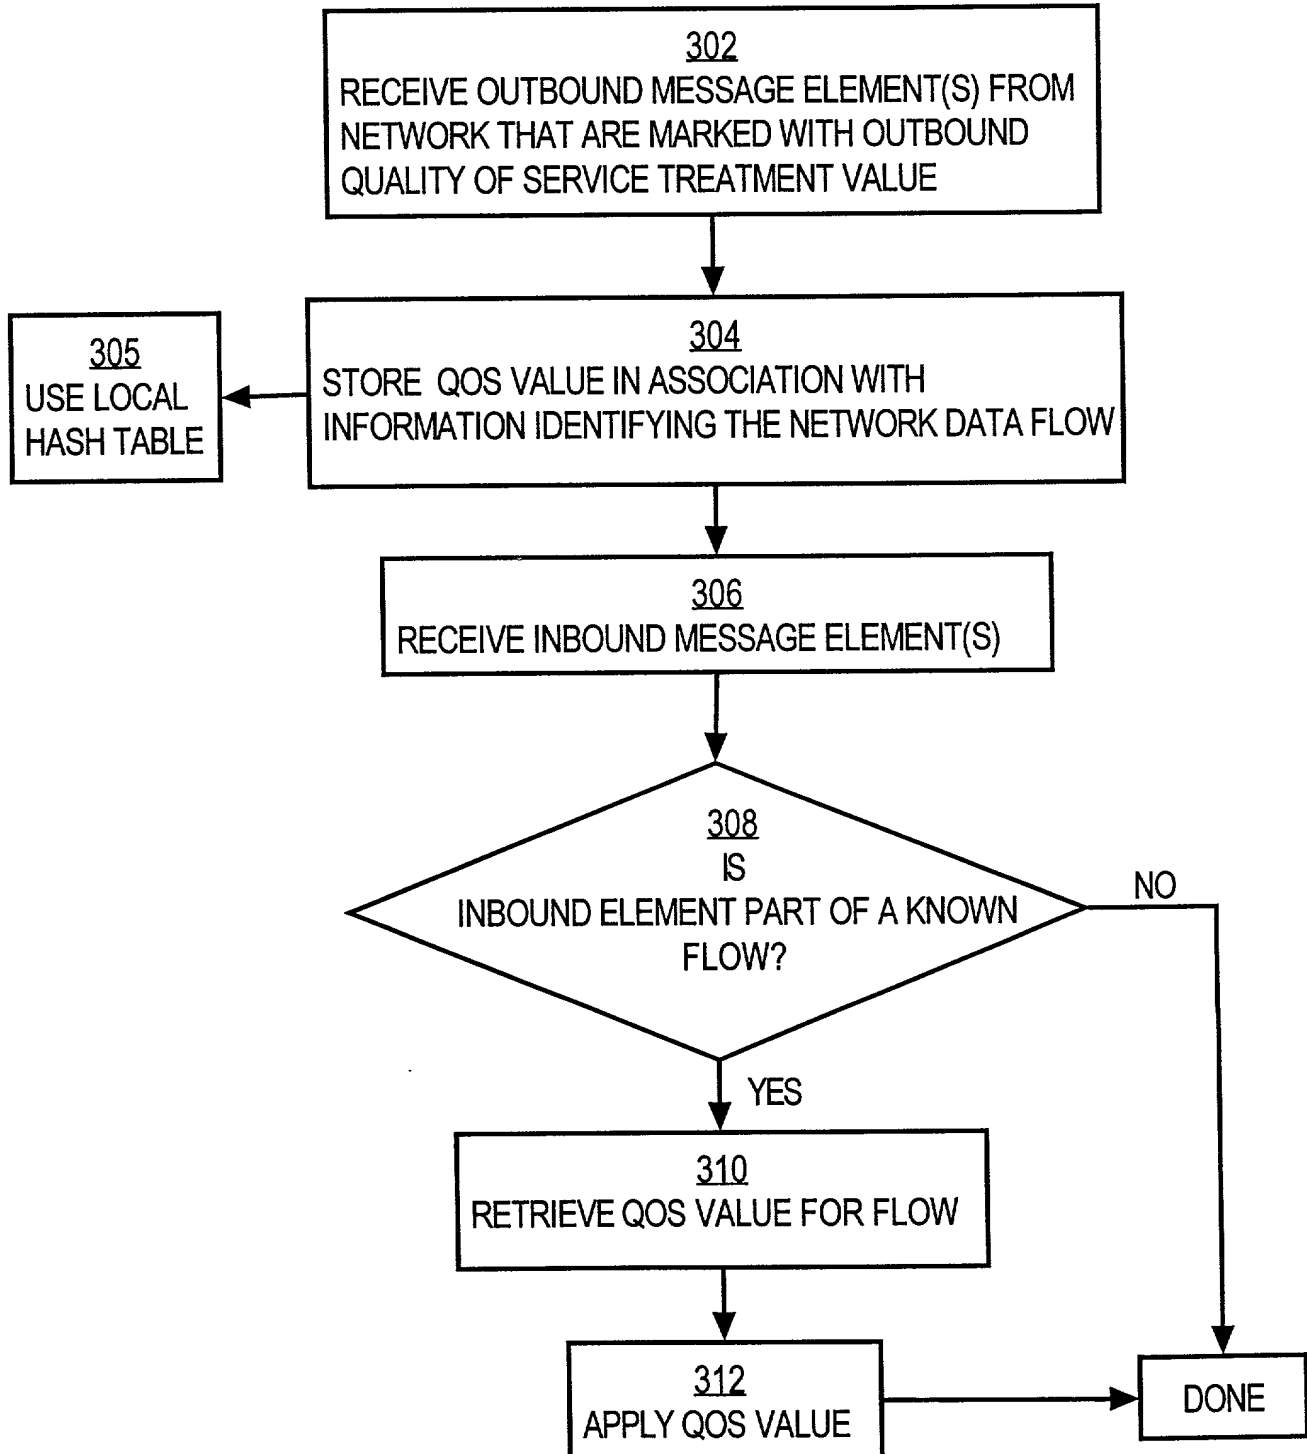 302
RECEIVE OUTBOUND MESSAGE ELEMENT(S) FROM
NETWORK THAT ARE MARKED WITH OUTBOUND
QUALITY OF SERVICE TREATMENT VALUE
304
STORE QOS VALUE IN ASSOCIATION WITH
INFORMATION IDENTIFYING THE NETWORK DATA FLOW
305
USE LOCAL
HASH TABLE
306
RECEIVE INBOUND MESSAGE ELEMENT(S)
308
IS
INBOUND ELEMENT PART OF A KNOWN
FLOW?
NO
YES
310
RETRIEVE QOS VALUE FOR FLOW
312
APPLY QOS VALUE
DONE